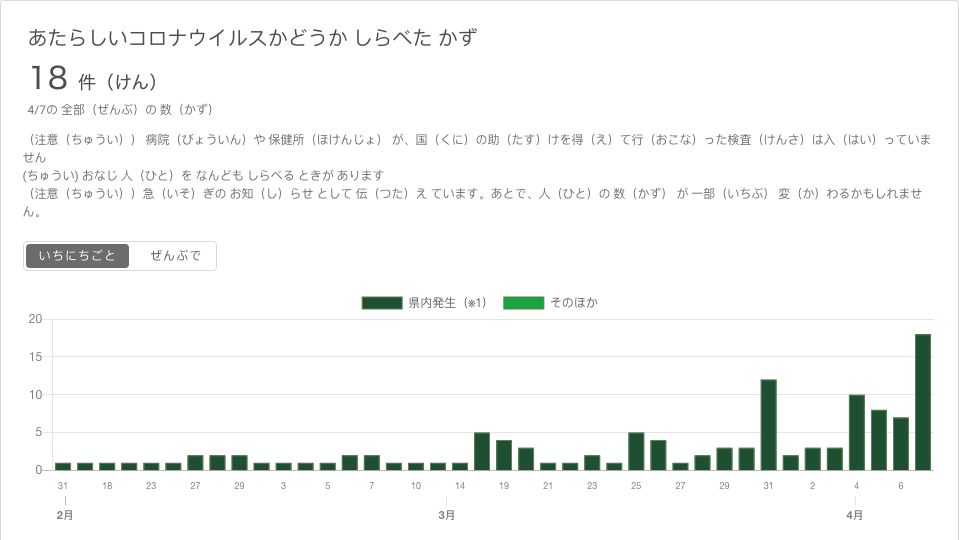 あたらしいコロナウイルスかどうか しらべた かず
18 件（けん）
4/7の 全部（ぜんぶ）の 数（かず）
（注意（ちゅうい）） 病院（びょういん）や 保健所（ほけんじょ） が、国（くに）の助（たす）けを得（え）て行（おこな）った検査（けんさ）は入（はい）っていま
せん
(ちゅうい) おなじ 人（ひと）を なんども しらべる ときが あります
（注意（ちゅうい））急（いそ）ぎの お知（し）らせ として 伝（つた）え ています。あとで、人（ひと）の 数（かず） が 一部（いちぶ） 変（か）わるかもしれませ
ん。
いちにちごと ぜんぶで
県内発生（※1） そのほか
20
15
10
5
0
31 18 23 27 29 3 5 7 10 14 19 21 23 25 27 29 31 2 4 6
2月 3月 4月